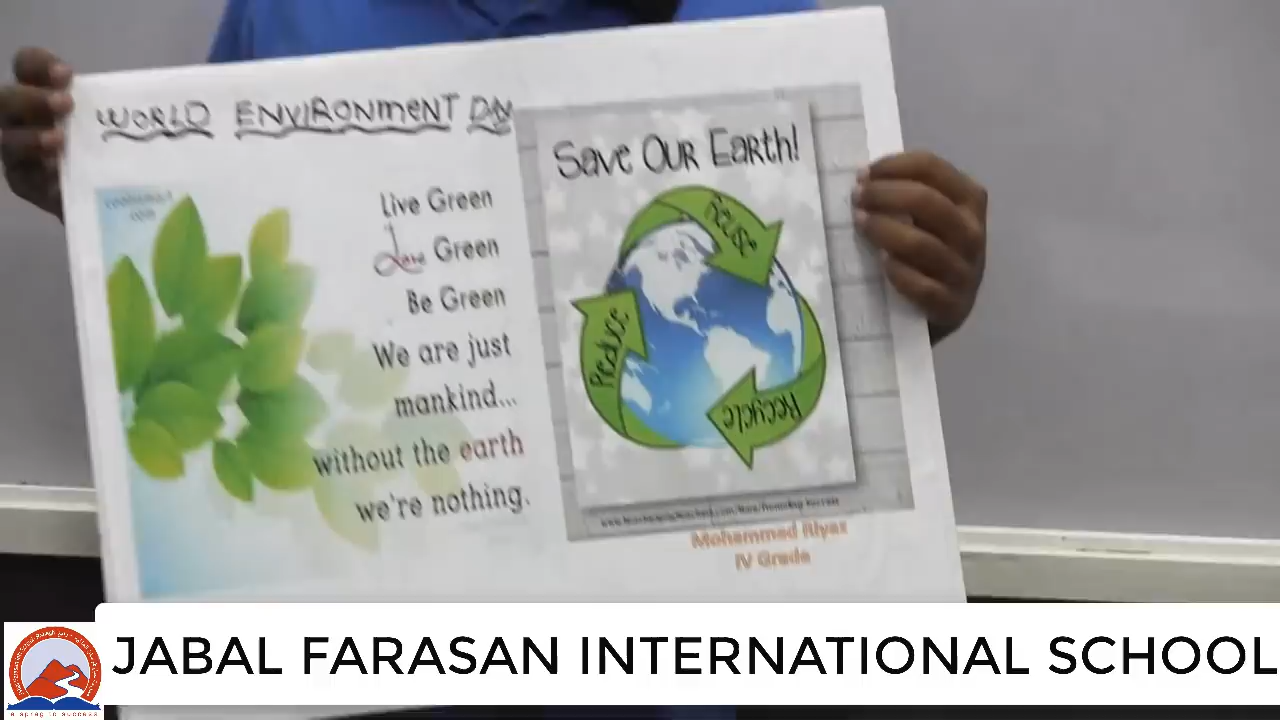 WORLD ENVIRONMENT DAY
Live Green
Love Green
Be Green
We are just
mankind...
without the earth
we're nothing.
Save Our Earth!
Reuse
Reduce
Recycle
Mohammed Riyaz
IV Grade
JABAL FARASAN INTERNATIONAL SCHOOL